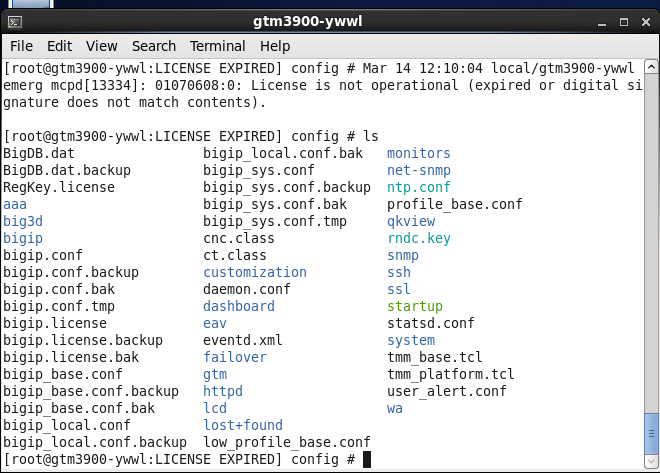 gtm3900-ywwl
File Edit View Search Terminal Help
[root@gtm3900-ywwl:LICENSE EXPIRED] config # Mar 14 12:10:04 local/gtm3900-ywwl
emerg mcpd[13334]: 01070608:0: License is not operational (expired or digital si
gnature does not match contents).
[root@gtm3900-ywwl:LICENSE EXPIRED] config # ls
BigDB.dat bigip_local.conf.bak monitors
BigDB.dat.backup bigip_sys.conf net-snmp
RegKey.license bigip_sys.conf.backup ntp.conf
aaa bigip_sys.conf.bak profile_base.conf
big3d bigip_sys.conf.tmp qkview
bigip cnc.class rndc.key
bigip.conf ct.class snmp
bigip.conf.backup customization ssh
bigip.conf.bak daemon.conf ssl
bigip.conf.tmp dashboard startup
bigip.license eav statsd.conf
bigip.license.backup eventd.xml system
bigip.license.bak failover tmm_base.tcl
bigip_base.conf gtm tmm_platform.tcl
bigip_base.conf.backup httpd user_alert.conf
bigip_base.conf.bak lcd wa
bigip_local.conf lost+found
bigip_local.conf.backup low_profile_base.conf
[root@gtm3900-ywwl:LICENSE EXPIRED] config #